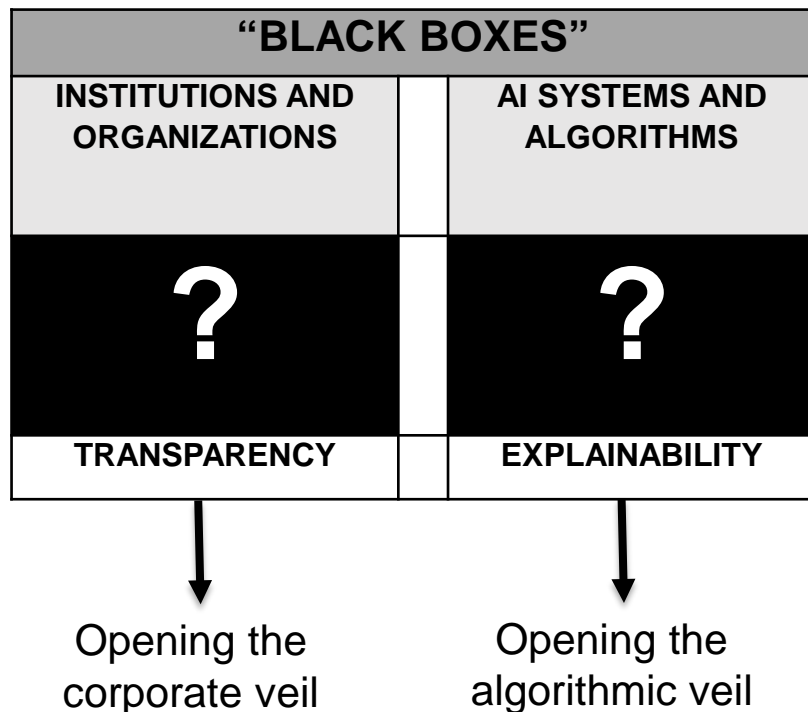 “BLACK BOXES”
INSTITUTIONS AND
ORGANIZATIONS
AI SYSTEMS AND
ALGORITHMS
?
?
TRANSPARENCY
EXPLAINABILITY
Opening the
corporate veil
Opening the
algorithmic veil